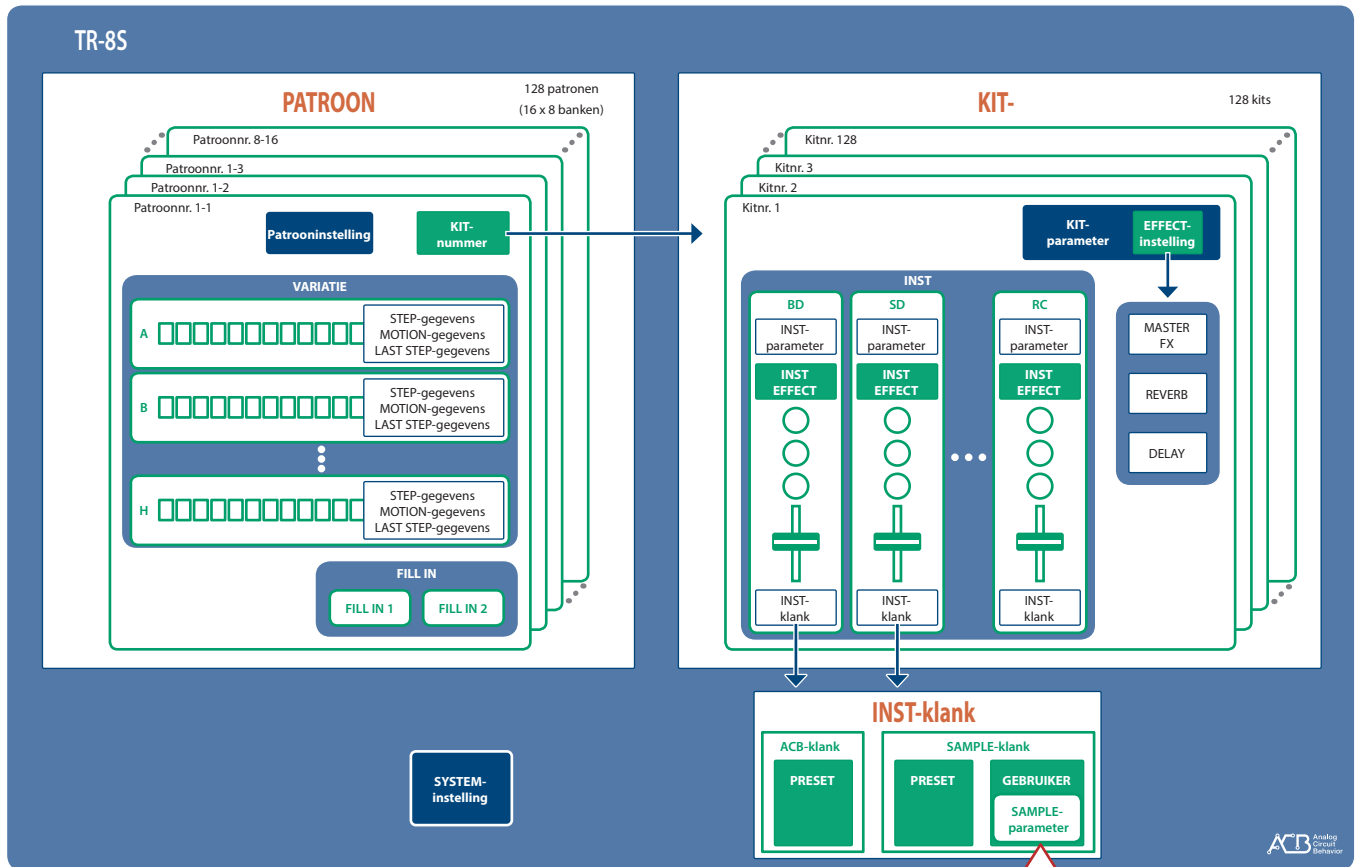 TR-8S
PATROON
128 patronen
(16 x 8 banken)
Patroonnr. 8-16
Patroonnr. 1-3
Patroonnr. 1-2
Patroonnr. 1-1
Patrooninstelling
KIT-
nummer
VARIATIE
A
STEP-gegevens
MOTION-gegevens
LAST STEP-gegevens
B
STEP-gegevens
MOTION-gegevens
LAST STEP-gegevens
H
STEP-gegevens
MOTION-gegevens
LAST STEP-gegevens
FILL IN
FILL IN 1
FILL IN 2
KIT-
128 kits
Kitnr. 128
Kitnr. 3
Kitnr. 2
Kitnr. 1
KIT-
parameter
EFFECT-
instelling
INST
BD
INST-
parameter
INST
EFFECT
INST-
klank
SD
INST-
parameter
INST
EFFECT
INST-
klank
RC
INST-
parameter
INST
EFFECT
INST-
klank
MASTER
FX
REVERB
DELAY
INST-klank
ACB-klank
PRESET
SAMPLE-klank
PRESET
GEBRUIKER
SAMPLE-
parameter
SYSTEM-
instelling
ACB
Analog
Circuit
Behavior